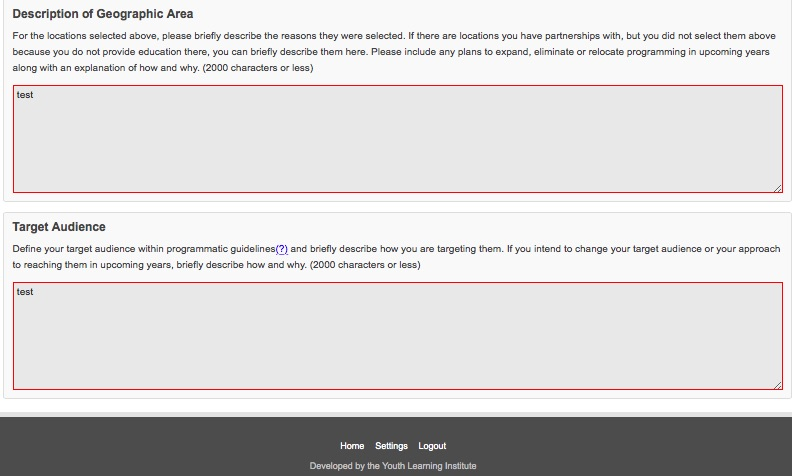 Description of Geographic Area
For the locations selected above, please briefly describe the reasons they were selected. If there are locations you have partnerships with, but you did not select them above
because you do not provide education there, you can briefly describe them here. Please include any plans to expand, eliminate or relocate programming in upcoming years
along with an explanation of how and why. (2000 characters or less)
test
Target Audience
Define your target audience within programmatic guidelines(?) and briefly describe how you are targeting them. If you intend to change your target audience or your approach
to reaching them in upcoming years, briefly describe how and why. (2000 characters or less)
test
Home Settings Logout
Developed by the Youth Learning Institute